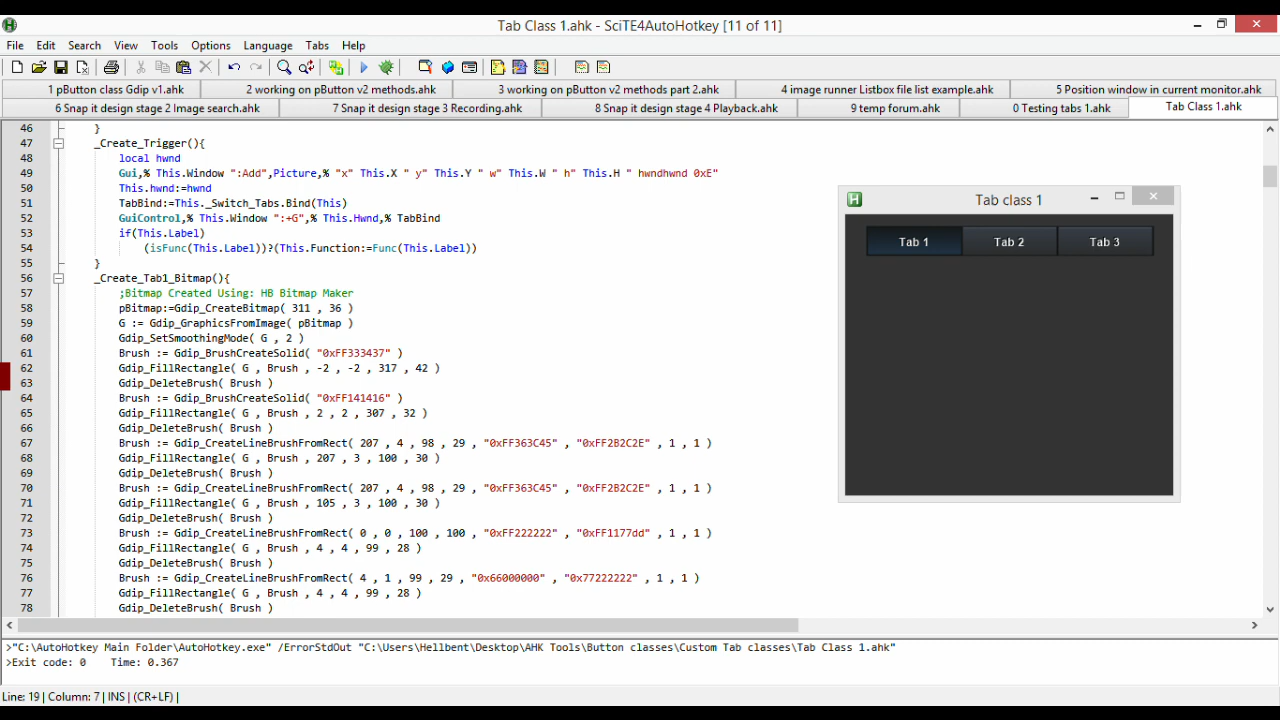 Tab Class 1.ahk - SciTE4AutoHotkey [11 of 11]
File Edit Search View Tools Options Language Tabs Help
1 pButton class Gdip v1.ahk 2 working on pButton v2 methods.ahk 3 working on pButton v2 methods part 2.ahk 4 image runner Listbox file list example.ahk 5 Position window in current monitor.ahk
6 Snap it design stage 2 Image search.ahk 7 Snap it design stage 3 Recording.ahk 8 Snap it design stage 4 Playback.ahk 9 temp forum.ahk 0 Testing tabs 1.ahk Tab Class 1.ahk
46 }
47 _Create_Trigger(){
48 local hwnd
49 Gui,% This.Window ":Add",Picture,% "x" This.X " y" This.Y " w" This.W " h" This.H " hwndhwnd 0xE"
50 This.hwnd:=hwnd
51 TabBind:=This._Switch_Tabs.Bind(This)
52 GuiControl,% This.Window ":+G",% This.Hwnd,% TabBind
53 if(This.Label)
54 (isFunc(This.Label))?(This.Function:=Func(This.Label))
55 }
56 _Create_Tab1_Bitmap(){
57 ;Bitmap Created Using: HB Bitmap Maker
58 pBitmap:=Gdip_CreateBitmap( 311 , 36 )
59 G := Gdip_GraphicsFromImage( pBitmap )
60 Gdip_SetSmoothingMode( G , 2 )
61 Brush := Gdip_BrushCreateSolid( "0xFF333437" )
62 Gdip_FillRectangle( G , Brush , -2 , -2 , 317 , 42 )
63 Gdip_DeleteBrush( Brush )
64 Brush := Gdip_BrushCreateSolid( "0xFF141416" )
65 Gdip_FillRectangle( G , Brush , 2 , 2 , 307 , 32 )
66 Gdip_DeleteBrush( Brush )
67 Brush := Gdip_CreateLineBrushFromRect( 207 , 4 , 98 , 29 , "0xFF363C45" , "0xFF2B2C2E" , 1 , 1 )
68 Gdip_FillRectangle( G , Brush , 207 , 3 , 100 , 30 )
69 Gdip_DeleteBrush( Brush )
70 Brush := Gdip_CreateLineBrushFromRect( 207 , 4 , 98 , 29 , "0xFF363C45" , "0xFF2B2C2E" , 1 , 1 )
71 Gdip_FillRectangle( G , Brush , 105 , 3 , 100 , 30 )
72 Gdip_DeleteBrush( Brush )
73 Brush := Gdip_CreateLineBrushFromRect( 0 , 0 , 100 , 100 , "0xFF222222" , "0xFF1177dd" , 1 , 1 )
74 Gdip_FillRectangle( G , Brush , 4 , 4 , 99 , 28 )
75 Gdip_DeleteBrush( Brush )
76 Brush := Gdip_CreateLineBrushFromRect( 4 , 1 , 99 , 29 , "0x66000000" , "0x77222222" , 1 , 1 )
77 Gdip_FillRectangle( G , Brush , 4 , 4 , 99 , 28 )
78 Gdip_DeleteBrush( Brush )
Tab class 1
Tab 1 Tab 2 Tab 3
>"C:\AutoHotkey Main Folder\AutoHotkey.exe" /ErrorStdOut "C:\Users\Hellbent\Desktop\AHK Tools\Button classes\Custom Tab classes\Tab Class 1.ahk"
>Exit code: 0 Time: 0.367
Line: 19 | Column: 7 | INS | (CR+LF) |